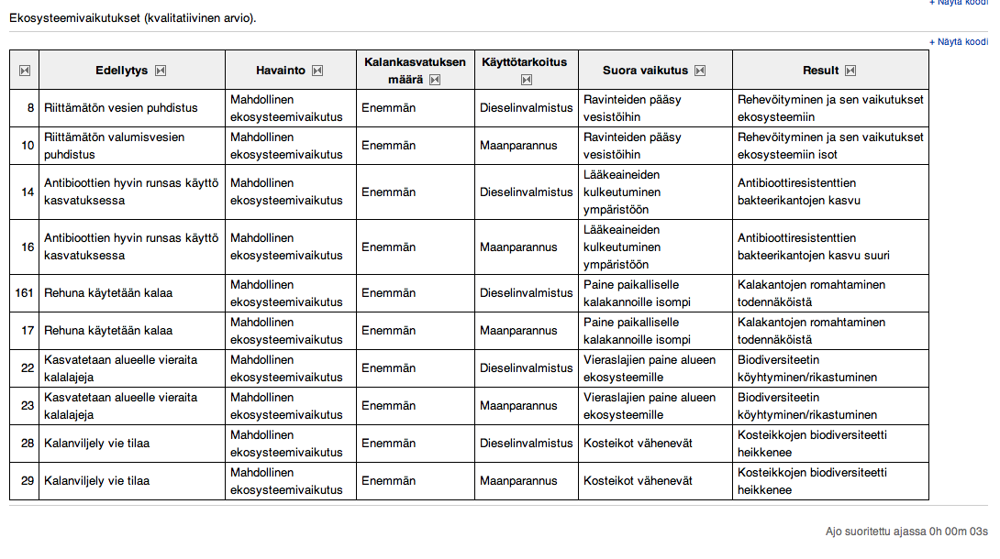 + Näytä koodi
Ekosysteemivaikutukset (kvalitatiivinen arvio).
+ Näytä koodi
Edellytys Havainto Kalankasvatuksen määrä Käyttötarkoitus Suora vaikutus Result
8 Riittämätön vesien puhdistus Mahdollinen ekosysteemivaikutus Enemmän Dieselinvalmistus Ravinteiden pääsy vesistöihin Rehevöityminen ja sen vaikutukset ekosysteemiin
10 Riittämätön valumisvesien puhdistus Mahdollinen ekosysteemivaikutus Enemmän Maanparannus Ravinteiden pääsy vesistöihin Rehevöityminen ja sen vaikutukset ekosysteemiin isot
14 Antibioottien hyvin runsas käyttö kasvatuksessa Mahdollinen ekosysteemivaikutus Enemmän Dieselinvalmistus Lääkeaineiden kulkeutuminen ympäristöön Antibioottiresistenttien bakteerikantojen kasvu
16 Antibioottien hyvin runsas käyttö kasvatuksessa Mahdollinen ekosysteemivaikutus Enemmän Maanparannus Lääkeaineiden kulkeutuminen ympäristöön Antibioottiresistenttien bakteerikantojen kasvu suuri
161 Rehuna käytetään kalaa Mahdollinen ekosysteemivaikutus Enemmän Dieselinvalmistus Paine paikalliselle kalakannoille isompi Kalakantojen romahtaminen todennäköistä
17 Rehuna käytetään kalaa Mahdollinen ekosysteemivaikutus Enemmän Maanparannus Paine paikalliselle kalakannoille isompi Kalakantojen romahtaminen todennäköistä
22 Kasvatetaan alueelle vieraita kalalajeja Mahdollinen ekosysteemivaikutus Enemmän Dieselinvalmistus Vieraslajien paine alueen ekosysteemille Biodiversiteetin köyhtyminen/rikastuminen
23 Kasvatetaan alueelle vieraita kalalajeja Mahdollinen ekosysteemivaikutus Enemmän Maanparannus Vieraslajien paine alueen ekosysteemille Biodiversiteetin köyhtyminen/rikastuminen
28 Kalanviljely vie tilaa Mahdollinen ekosysteemivaikutus Enemmän Dieselinvalmistus Kosteikot vähenevät Kosteikkojen biodiversiteetti heikkenee
29 Kalanviljely vie tilaa Mahdollinen ekosysteemivaikutus Enemmän Maanparannus Kosteikot vähenevät Kosteikkojen biodiversiteetti heikkenee
Ajo suoritettu ajassa 0h 00m 03s